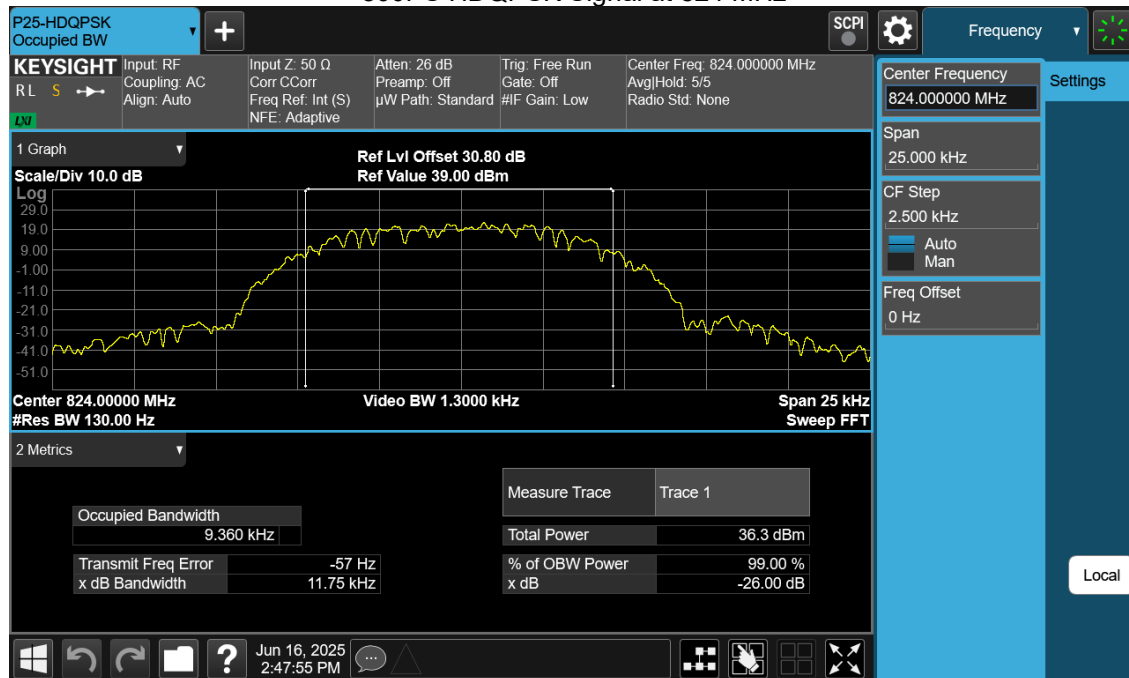 P25-HDQPSK
Occupied BW
+
SCPI
Frequency
KEYSIGHT
R L S
LXI
Input: RF
Coupling: AC
Align: Auto
Input Z: 50 Ω
Corr CCorr
Freq Ref: Int (S)
NFE: Adaptive
Atten: 26 dB
Preamp: Off
µW Path: Standard
Trig: Free Run
Gate: Off
#IF Gain: Low
Center Freq: 824.000000 MHz
Avg|Hold: 5/5
Radio Std: None
Center Frequency
824.000000 MHz
Settings
Span
25.000 kHz
CF Step
2.500 kHz
Auto
Man
Freq Offset
0 Hz
Local
1 Graph
Scale/Div 10.0 dB
Ref Lvl Offset 30.80 dB
Ref Value 39.00 dBm
Log
29.0
19.0
9.00
-1.00
-11.0
-21.0
-31.0
-41.0
-51.0
Center 824.00000 MHz
#Res BW 130.00 Hz
Video BW 1.3000 kHz
Span 25 kHz
Sweep FFT
2 Metrics
Measure Trace Trace 1
Occupied Bandwidth
9.360 kHz
Total Power 36.3 dBm
Transmit Freq Error -57 Hz
% of OBW Power 99.00 %
x dB Bandwidth 11.75 kHz
x dB -26.00 dB
?
Jun 16, 2025
2:47:55 PM